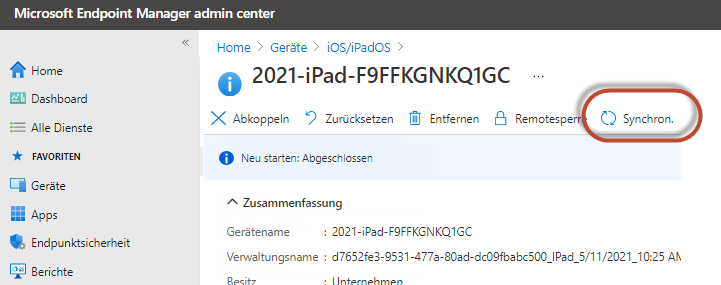 Microsoft Endpoint Manager admin center
«
Home > Geräte > iOS/iPadOS >
2021-iPad-F9FFKGNKQ1GC ...
Abkoppeln Zurücksetzen Entfernen Remotesperre Synchron.
Neu starten: Abgeschlossen
Zusammenfassung
Gerätename : 2021-iPad-F9FFKGNKQ1GC
Verwaltungsname : d7652fe3-9531-477a-80ad-dc09fbabc500_IPad_5/11/2021_10:25 AM
Besitz : Unternehmen
Home
Dashboard
Alle Dienste
FAVORITEN
Geräte
Apps
Endpunktsicherheit
Berichte